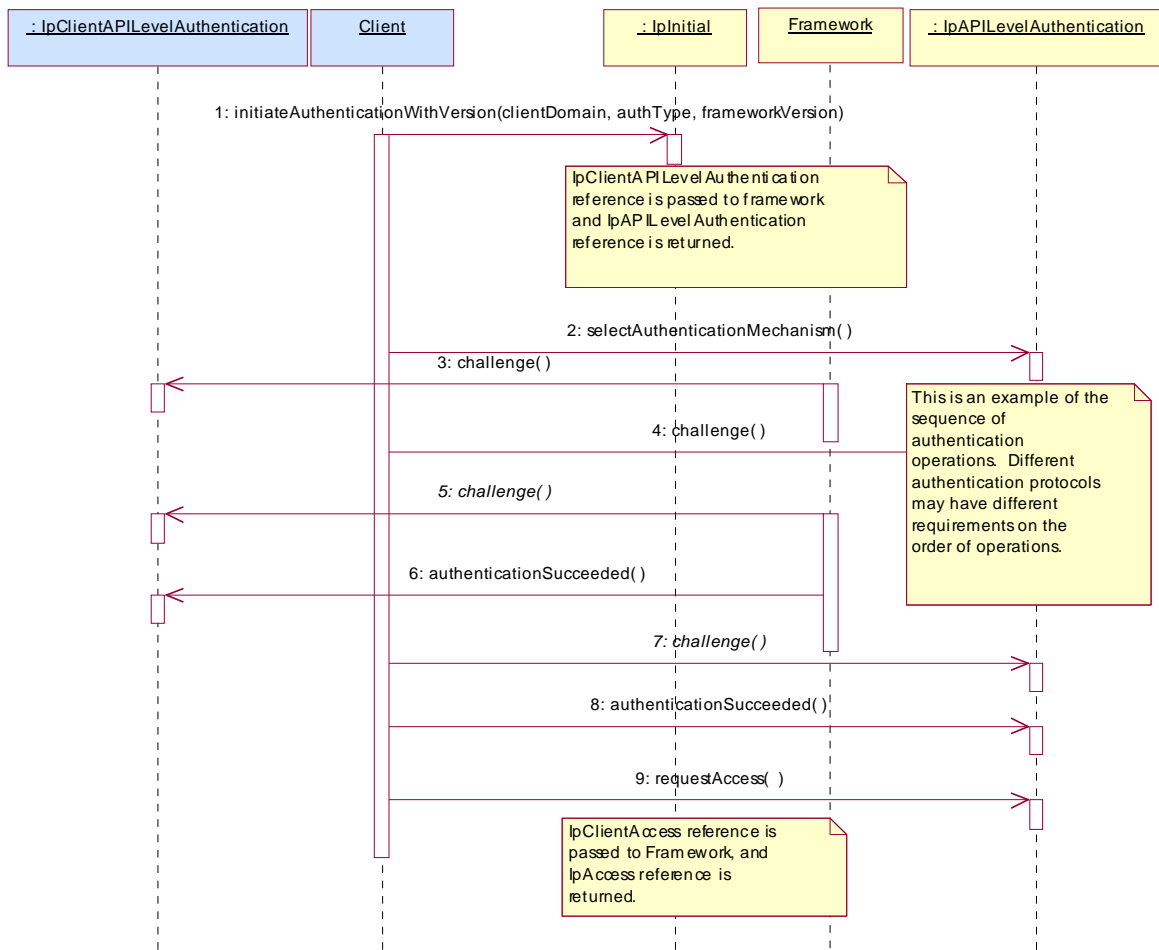 : IpClientAPILevelAuthentication
Client
: IpInitial
Framework
: IpAPILevelAuthentication
1: initiateAuthenticationWithVersion(clientDomain, authType, frameworkVersion)
IpClientAPILevelAuthentication
reference is passed to framework
and IpAPILevelAuthentication
reference is returned.
2: selectAuthenticationMechanism( )
3: challenge( )
This is an example of the
sequence of
authentication
operations. Different
authentication protocols
may have different
requirements on the
order of operations.
4: challenge( )
5: challenge( )
6: authenticationSucceeded( )
7: challenge( )
8: authenticationSucceeded( )
9: requestAccess( )
IpClientAccess reference is
passed to Framework, and
IpAccess reference is
returned.